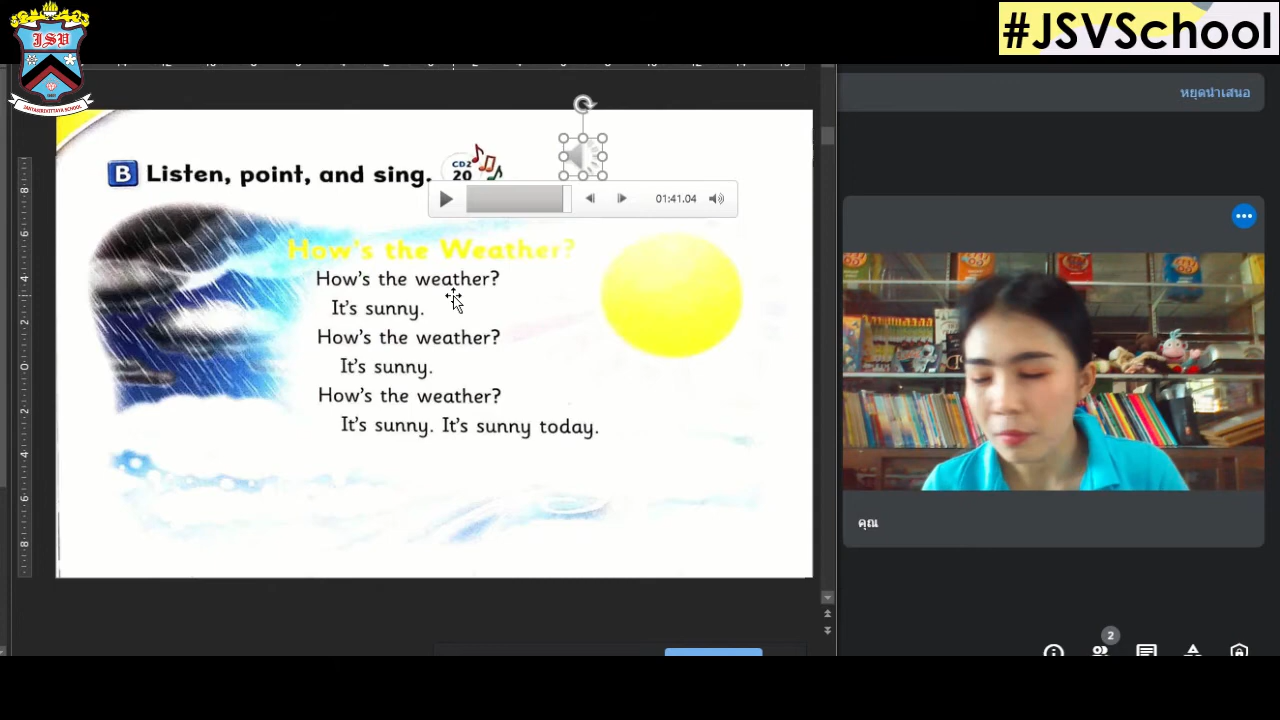 JSV
JANYAWIRWITTAYA SCHOOL
#JSVSchool
หยุดนำเสนอ
B Listen, point, and sing.
CD2
20
01:41.04
How's the Weather?
How's the weather?
It's sunny.
How's the weather?
It's sunny.
How's the weather?
It's sunny. It's sunny today.
คุณ
2